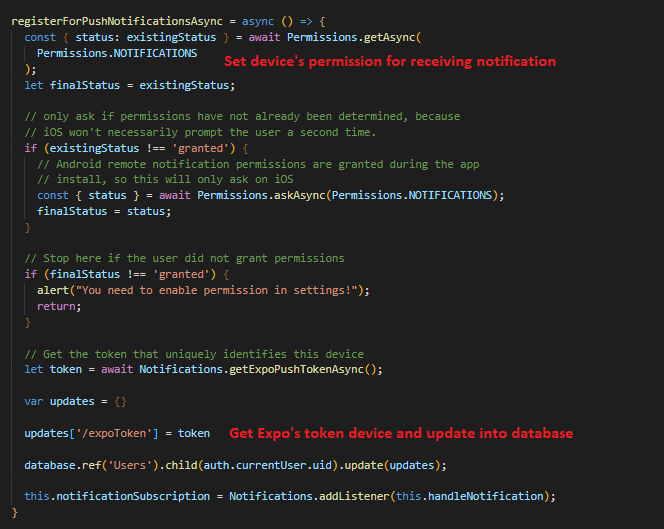 registerForPushNotificationsAsync = async () => {
const { status: existingStatus } = await Permissions.getAsync(
Permissions.NOTIFICATIONS
Set device's permission for receiving notification
);
let finalStatus = existingStatus;
// only ask if permissions have not already been determined, because
// iOS won't necessarily prompt the user a second time.
if (existingStatus !== 'granted') {
// Android remote notification permissions are granted during the app
// install, so this will only ask on iOS
const { status } = await Permissions.askAsync(Permissions.NOTIFICATIONS);
finalStatus = status;
}
// Stop here if the user did not grant permissions
if (finalStatus !== 'granted') {
alert("You need to enable permission in settings!");
return;
}
// Get the token that uniquely identifies this device
let token = await Notifications.getExpoPushTokenAsync();
var updates = {}
updates['/expoToken'] = token
Get Expo's token device and update into database
database.ref('Users').child(auth.currentUser.uid).update(updates);
this.notificationSubscription = Notifications.addListener(this.handleNotification);
}